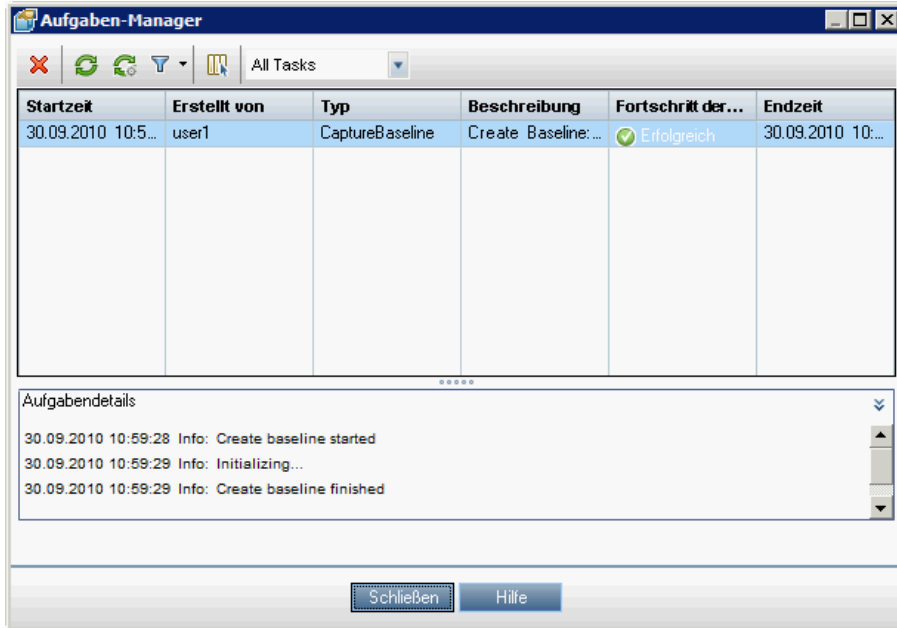 Aufgaben-Manager
All Tasks
Startzeit Erstellt von Typ Beschreibung Fortschritt der... Endzeit
30.09.2010 10:5... user1 CaptureBaseline Create Baseline:... Erfolgreich 30.09.2010 10:...
Aufgabendetails
30.09.2010 10:59:28 Info: Create baseline started
30.09.2010 10:59:29 Info: Initializing...
30.09.2010 10:59:29 Info: Create baseline finished
Schließen Hilfe